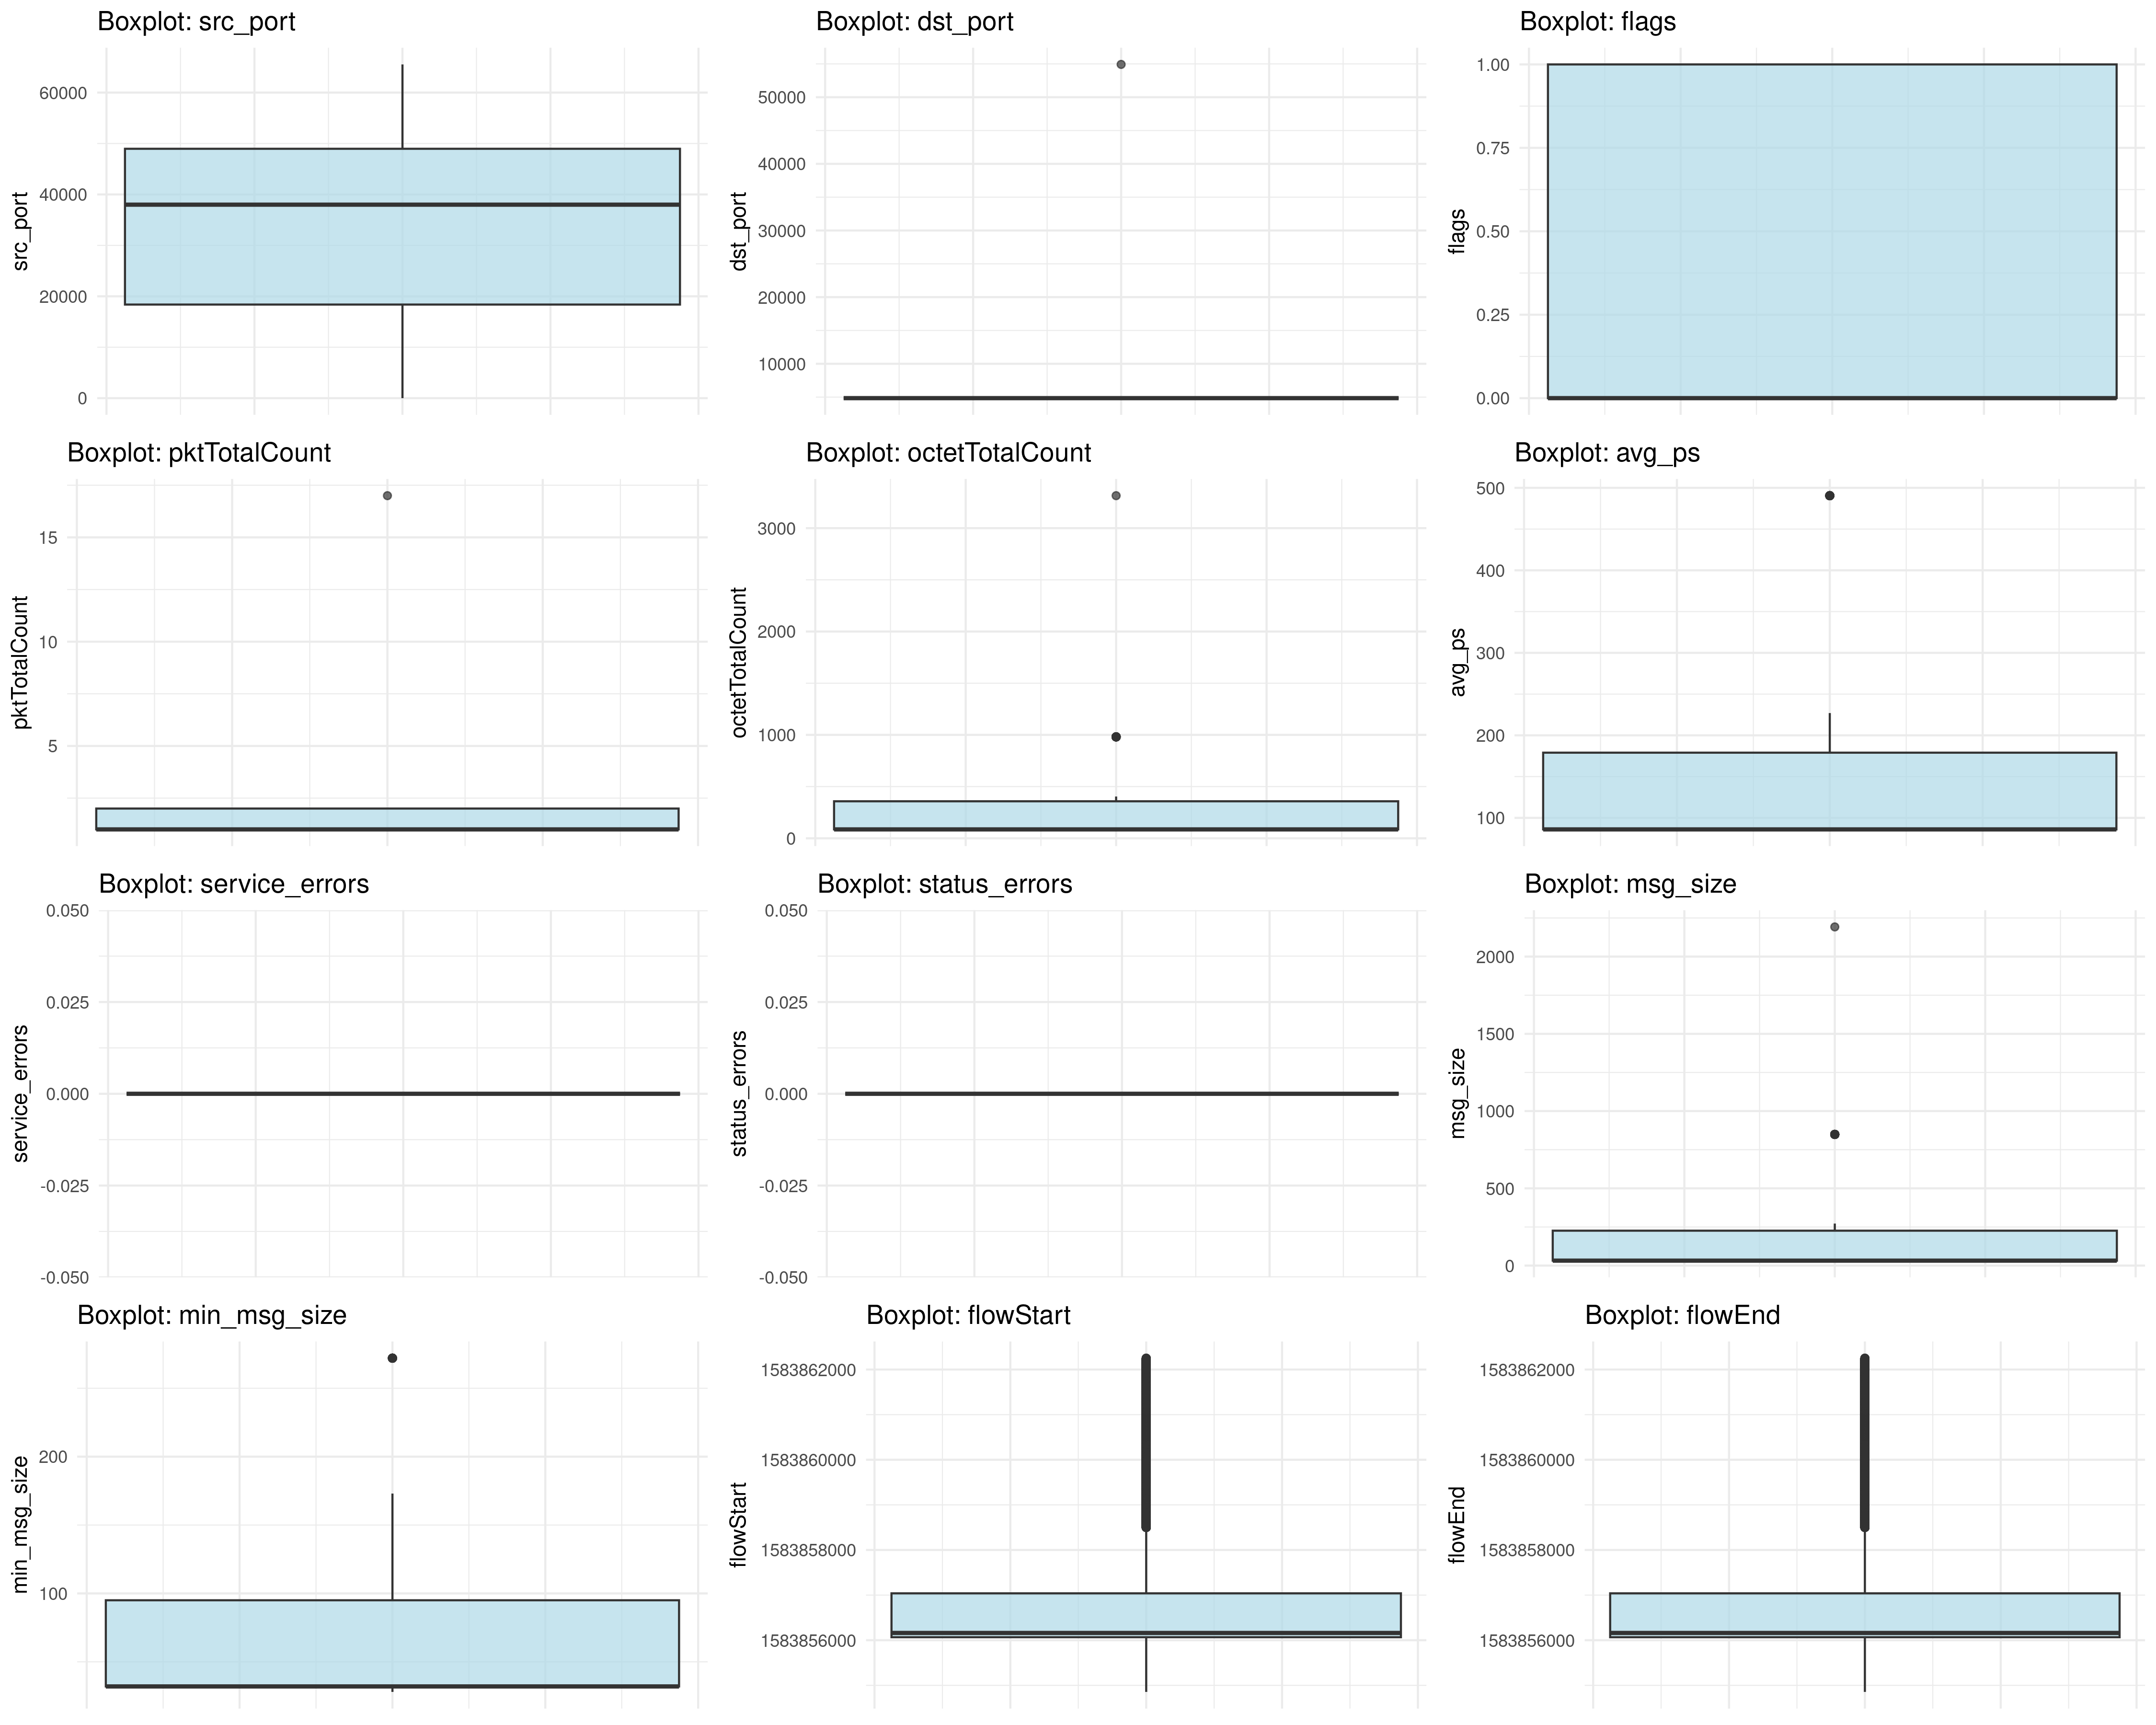 Boxplot: src_port
src_port
60000
40000
20000
0
Boxplot: dst_port
dst_port
50000
40000
30000
20000
10000
Boxplot: flags
flags
1.00
0.75
0.50
0.25
0.00
Boxplot: pktTotalCount
pktTotalCount
15
10
5
Boxplot: octetTotalCount
octetTotalCount
3000
2000
1000
0
Boxplot: avg_ps
avg_ps
500
400
300
200
100
Boxplot: service_errors
service_errors
0.050
0.025
0.000
-0.025
-0.050
Boxplot: status_errors
status_errors
0.050
0.025
0.000
-0.025
-0.050
Boxplot: msg_size
msg_size
2000
1500
1000
500
0
Boxplot: min_msg_size
min_msg_size
200
100
Boxplot: flowStart
flowStart
1583862000
1583860000
1583858000
1583856000
Boxplot: flowEnd
flowEnd
1583862000
1583860000
1583858000
1583856000